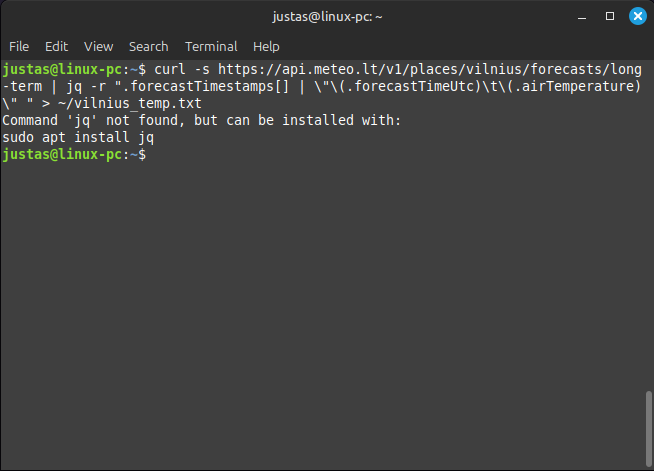 justas@linux-pc: ~
File Edit View Search Terminal Help
justas@linux-pc:~$ curl -s https://api.meteo.lt/v1/places/vilnius/forecasts/long
-term | jq -r ".forecastTimestamps[] | \"\(.forecastTimeUtc)\t\(.airTemperature)
\" " > ~/vilnius_temp.txt
Command 'jq' not found, but can be installed with:
sudo apt install jq
justas@linux-pc:~$